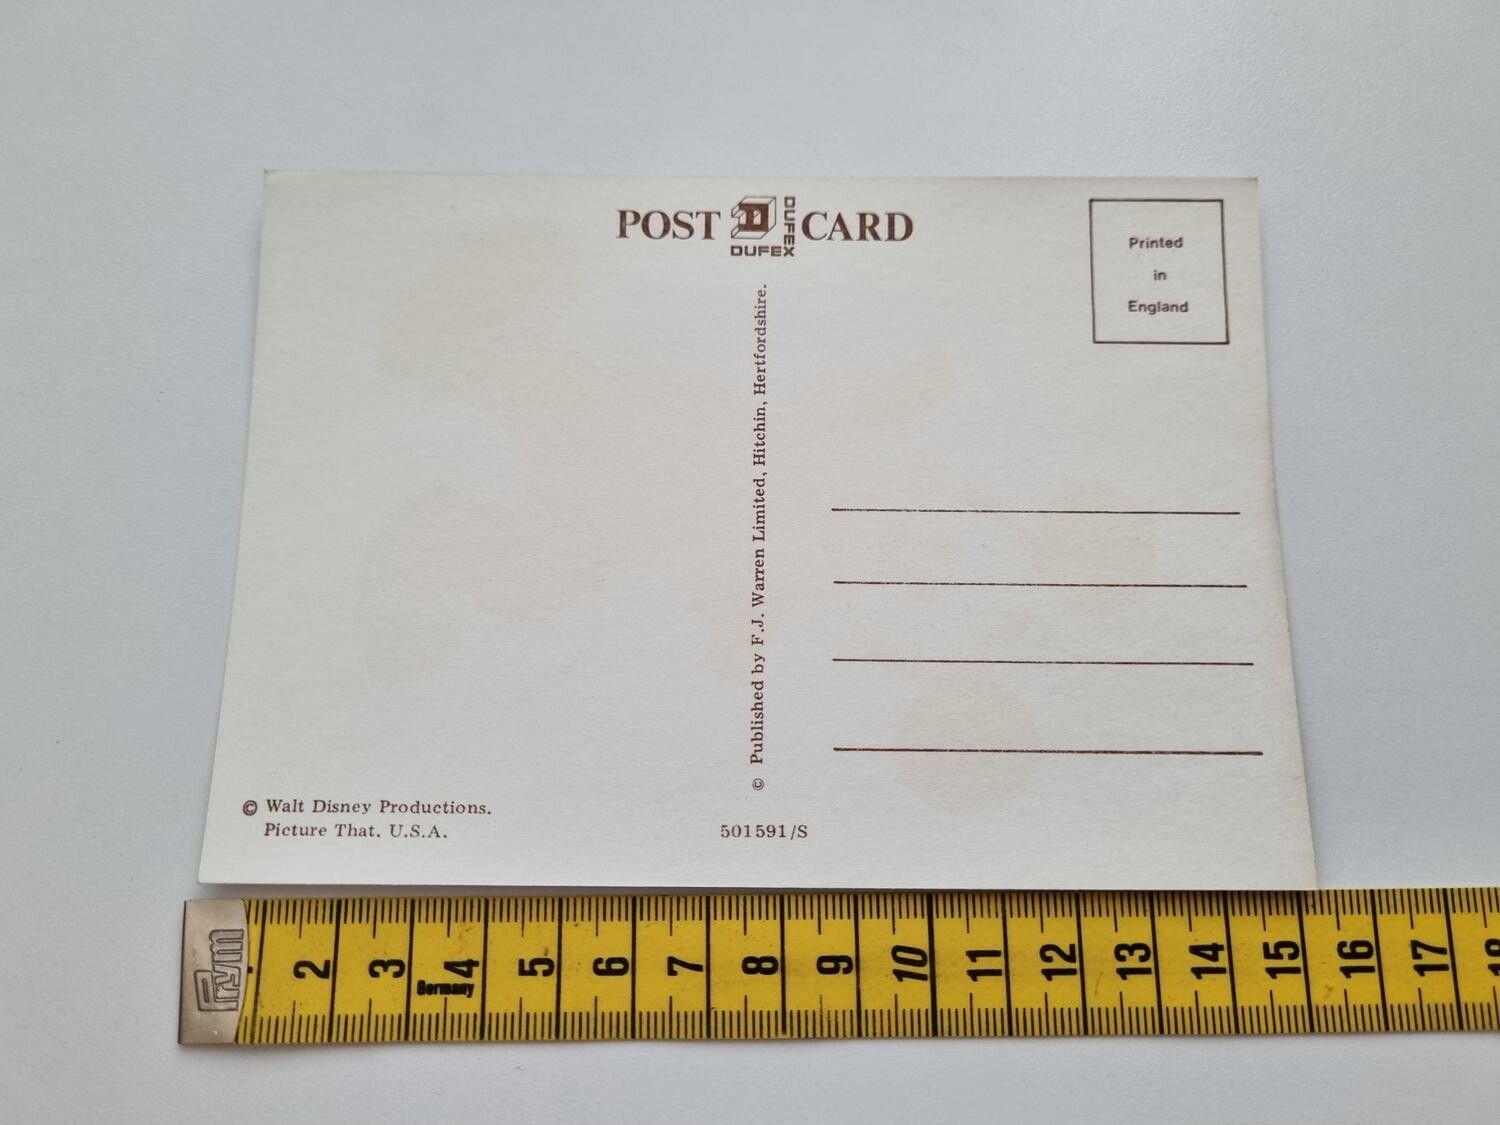 POST D DUFEX DUFEX CARD
Printed
in
England
© Published by F.J. Warren Limited, Hitchin, Hertfordshire.
© Walt Disney Productions.
Picture That. U.S.A.
501591/S
Prym
2 3 4 5 6 7 8 9 10 11 12 13 14 15 16 17 18
Germany